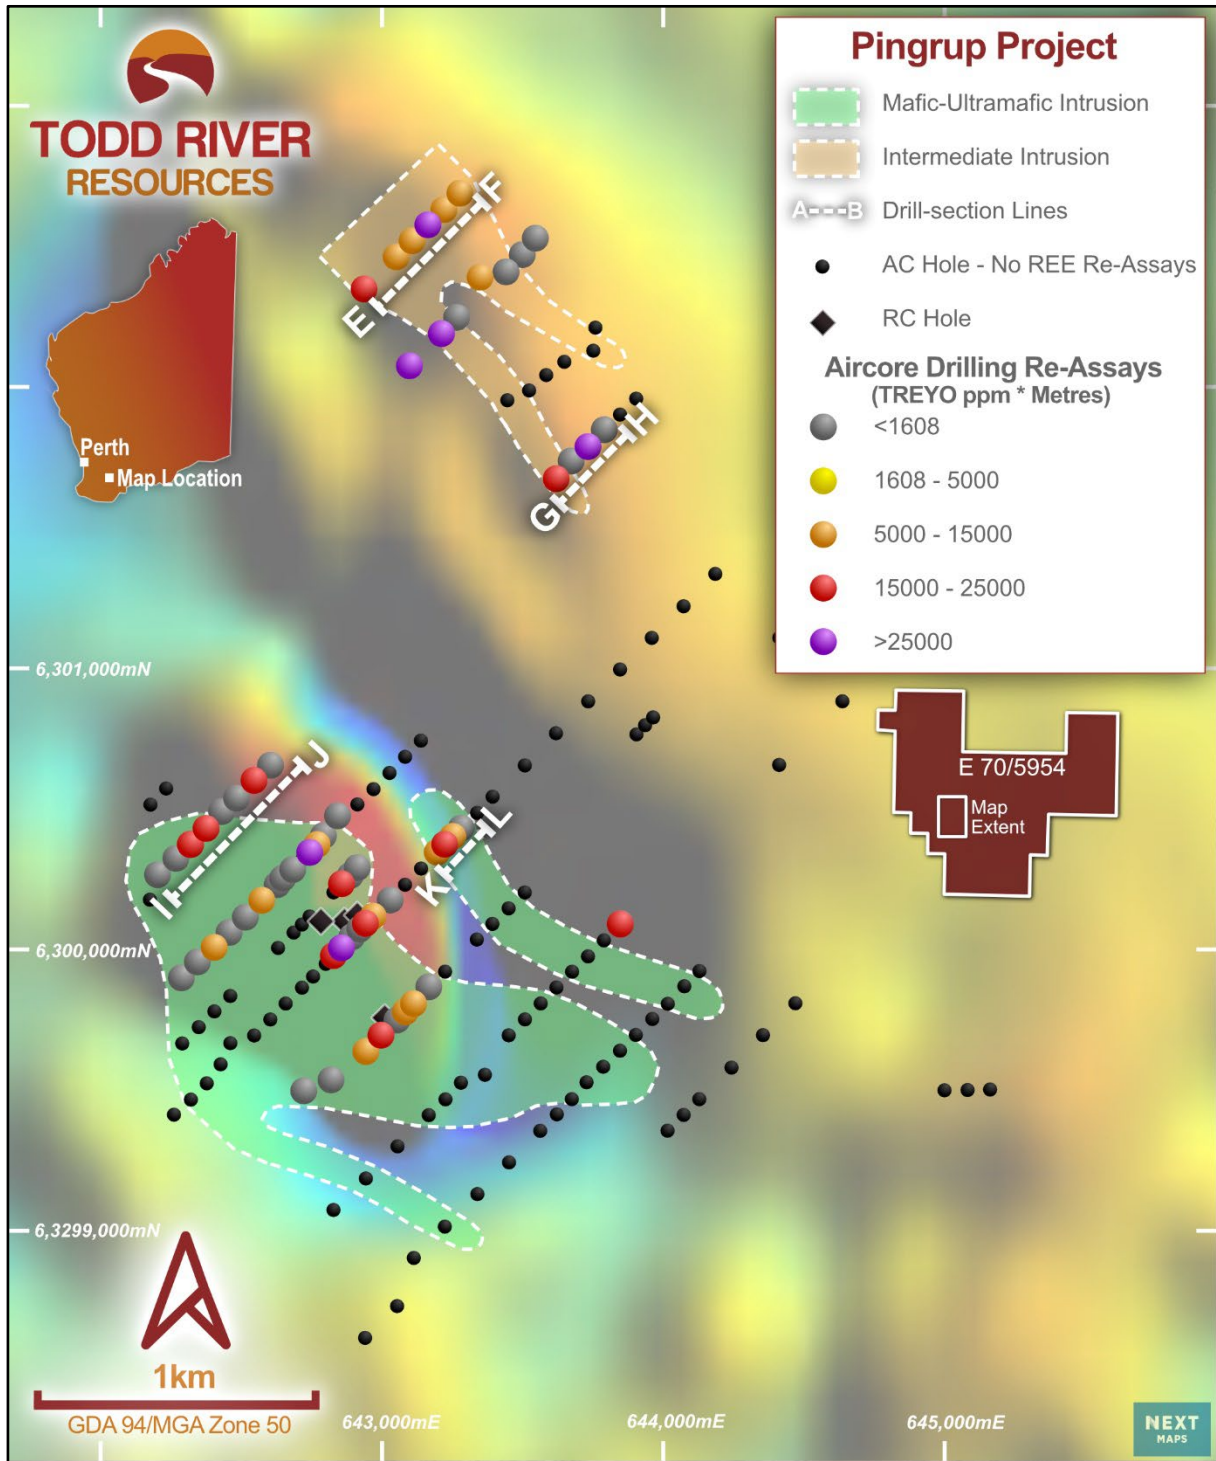 TODD RIVER
RESOURCES
Perth
Map Location
Pingrup Project
Mafic-Ultramafic Intrusion
Intermediate Intrusion
A
B
Drill-section Lines
AC Hole - No REE Re-Assays
RC Hole
Aircore Drilling Re-Assays
(TREYO ppm * Metres)
<1608
1608 - 5000
5000 - 15000
15000 - 25000
>25000
F
E
H
G
6,301,000mN
E 70/5954
Map
Extent
J
I
L
K
6,300,000mN
6,3299,000mN
1km
GDA 94/MGA Zone 50
643,000mE
644,000mE
645,000mE
NEXT
MAPS